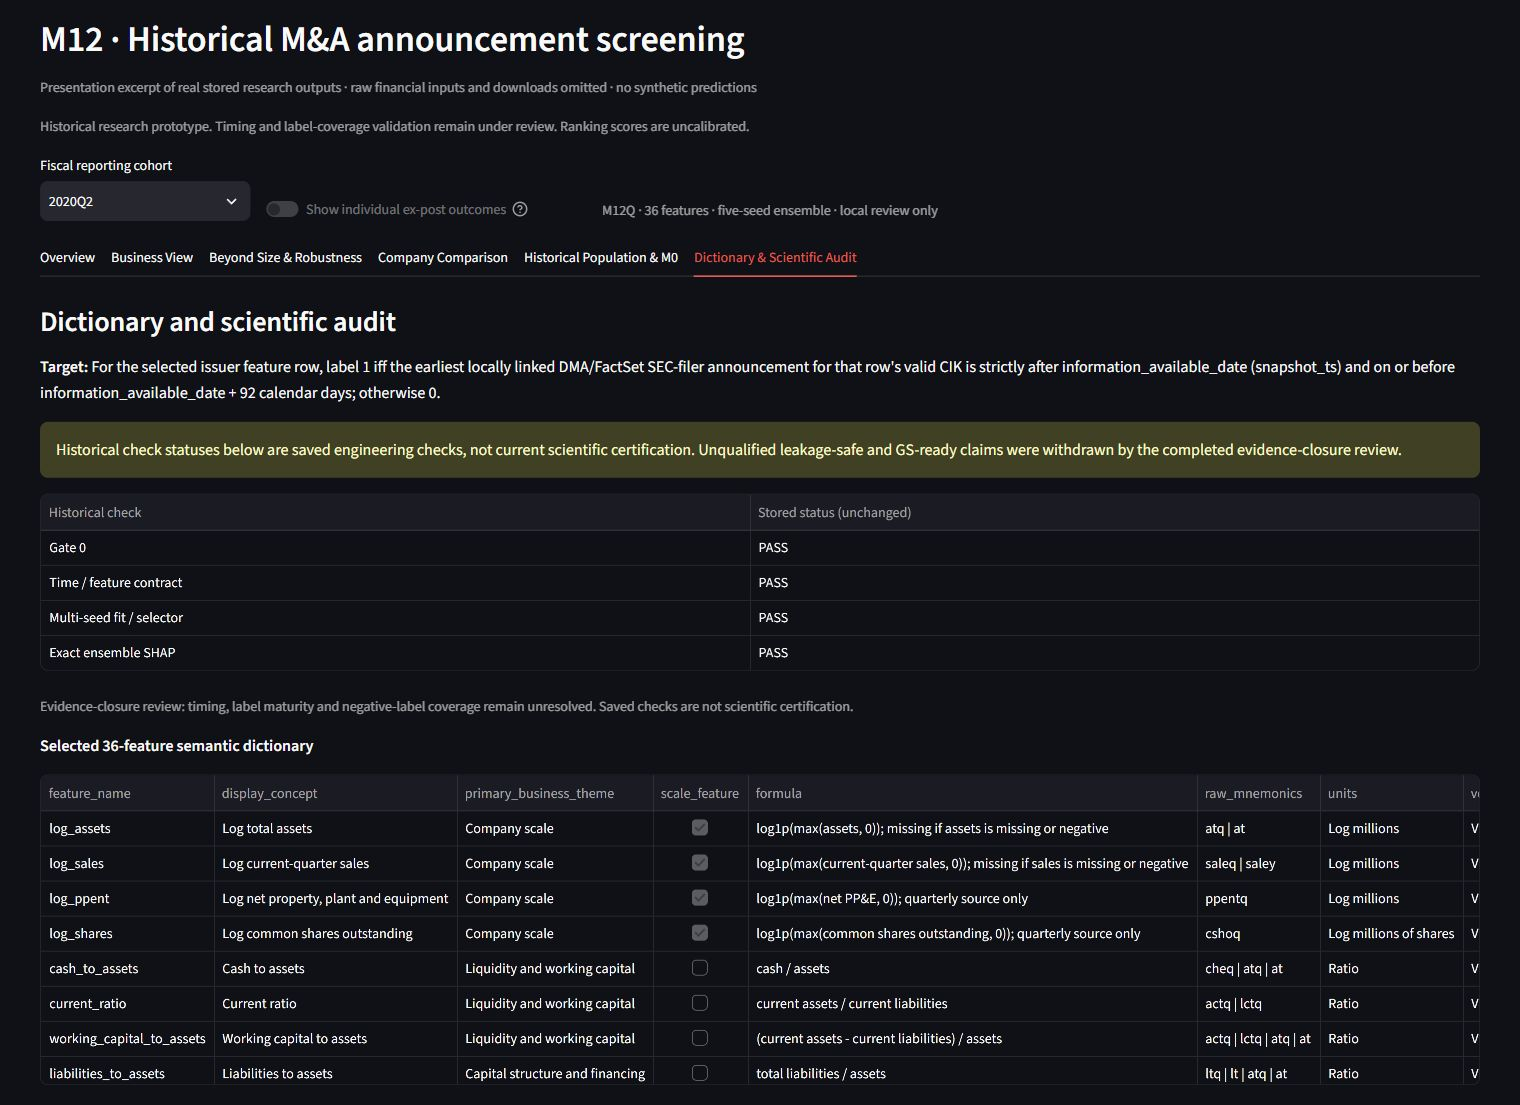 M12 · Historical M&A announcement screening
Presentation excerpt of real stored research outputs · raw financial inputs and downloads omitted · no synthetic predictions
Historical research prototype. Timing and label-coverage validation remain under review. Ranking scores are uncalibrated.
Fiscal reporting cohort
2020Q2
Show individual ex-post outcomes
M12Q · 36 features · five-seed ensemble · local review only
Overview Business View Beyond Size & Robustness Company Comparison Historical Population & M0 Dictionary & Scientific Audit
Dictionary and scientific audit
Target: For the selected issuer feature row, label 1 iff the earliest locally linked DMA/FactSet SEC-filer announcement for that row's valid CIK is strictly after information_available_date (snapshot_ts) and on or before
information_available_date + 92 calendar days; otherwise 0.
Historical check statuses below are saved engineering checks, not current scientific certification. Unqualified leakage-safe and GS-ready claims were withdrawn by the completed evidence-closure review.
Historical check Stored status (unchanged)
Gate 0 PASS
Time / feature contract PASS
Multi-seed fit / selector PASS
Exact ensemble SHAP PASS
Evidence-closure review: timing, label maturity and negative-label coverage remain unresolved. Saved checks are not scientific certification.
Selected 36-feature semantic dictionary
feature_name display_concept primary_business_theme scale_feature formula raw_mnemonics units
log_assets Log total assets Company scale log1p(max(assets, 0)); missing if assets is missing or negative atq | at Log millions V
log_sales Log current-quarter sales Company scale log1p(max(current-quarter sales, 0)); missing if sales is missing or negative saleq | saley Log millions V
log_ppent Log net property, plant and equipment Company scale log1p(max(net PP&E, 0)); quarterly source only ppentq Log millions V
log_shares Log common shares outstanding Company scale log1p(max(common shares outstanding, 0)); quarterly source only cshoq Log millions of shares V
cash_to_assets Cash to assets Liquidity and working capital cash / assets cheq | atq | at Ratio V
current_ratio Current ratio Liquidity and working capital current assets / current liabilities actq | lctq Ratio V
working_capital_to_assets Working capital to assets Liquidity and working capital (current assets - current liabilities) / assets actq | lctq | atq | at Ratio V
liabilities_to_assets Liabilities to assets Capital structure and financing total liabilities / assets ltq | lt | atq | at Ratio V